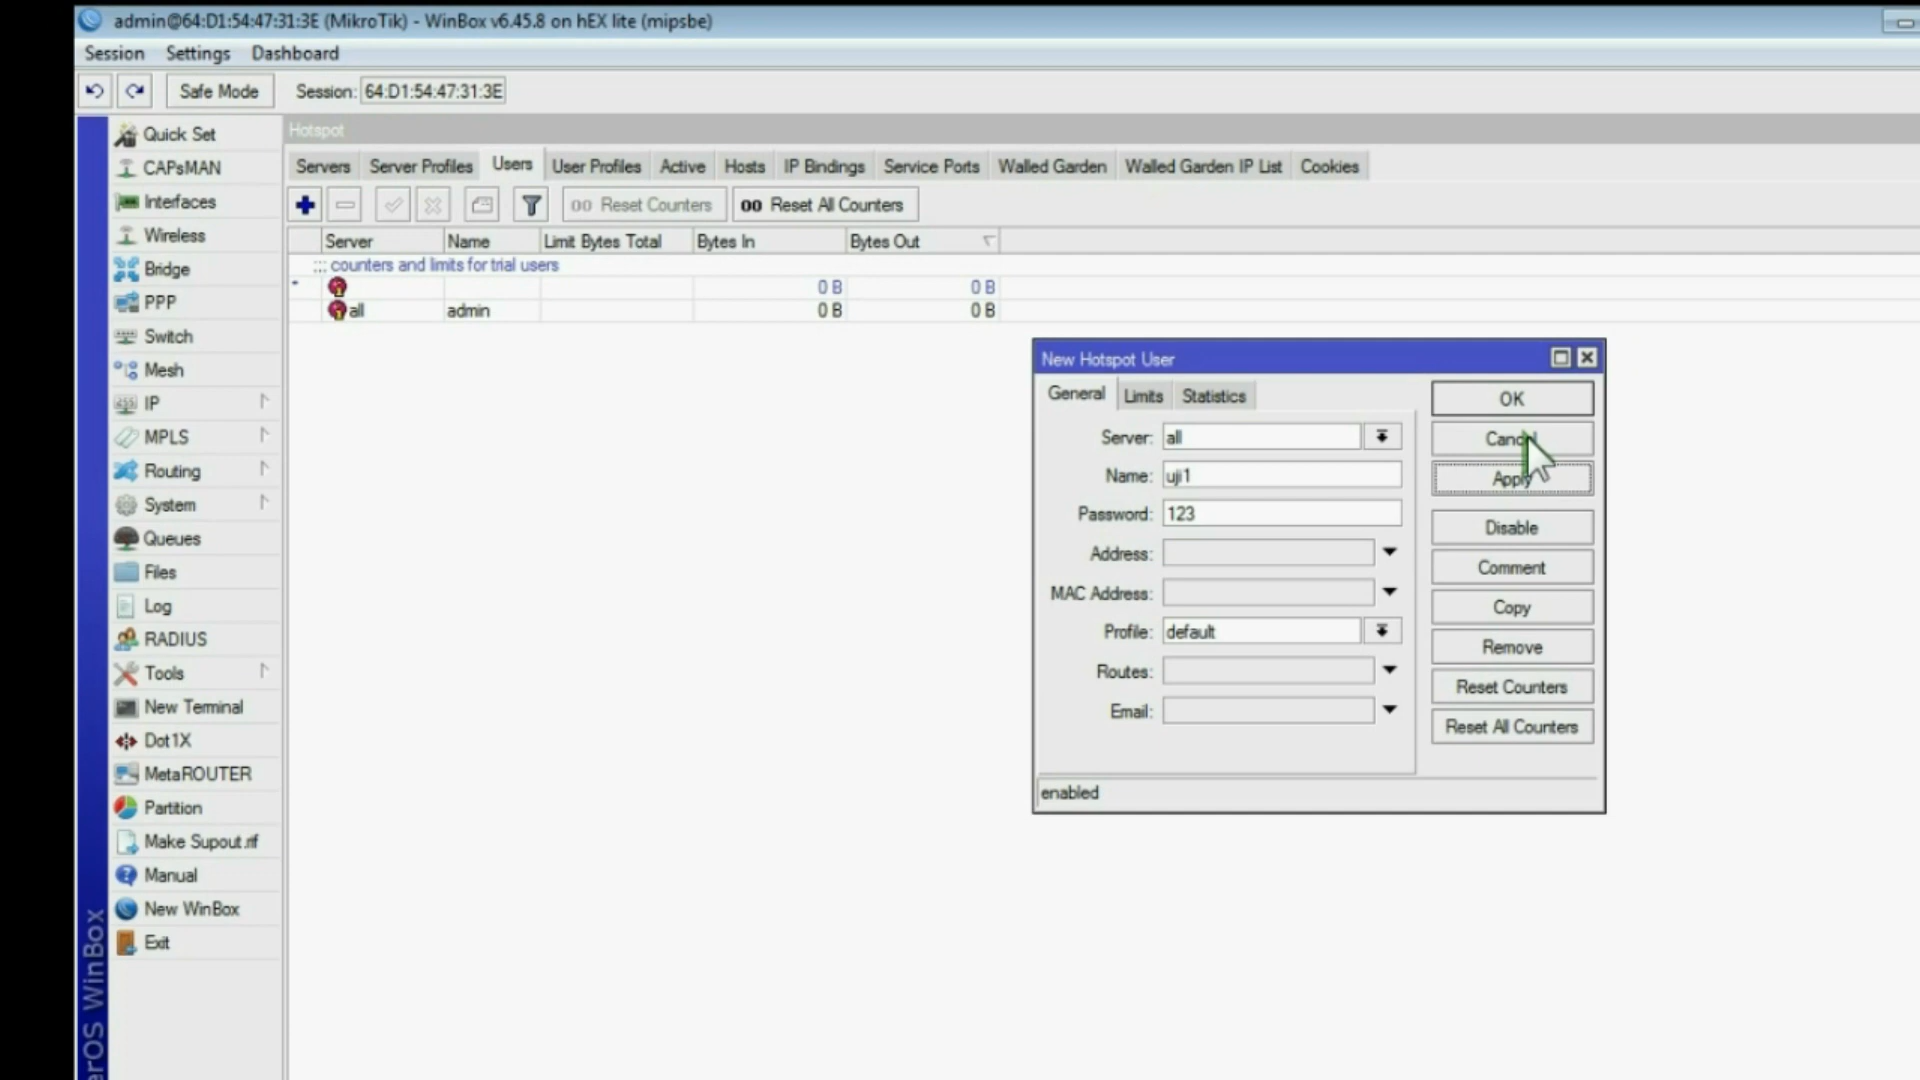 admin@64:D1:54:47:31:3E (MikroTik) - WinBox v6.45.8 on hEX lite (mipsbe)
Session Settings Dashboard
Safe Mode Session: 64:D1:54:47:31:3E
Quick Set
CAPsMAN
Interfaces
Wireless
Bridge
PPP
Switch
Mesh
IP
MPLS
Routing
System
Queues
Files
Log
RADIUS
Tools
New Terminal
Dot1X
MetaROUTER
Partition
Make Supout.rif
Manual
New WinBox
Exit
erOS WinBox
Hotspot
Servers Server Profiles Users User Profiles Active Hosts IP Bindings Service Ports Walled Garden Walled Garden IP List Cookies
00 Reset Counters 00 Reset All Counters
Server Name Limit Bytes Total Bytes In Bytes Out
::: counters and limits for trial users
* 0 B 0 B
all admin 0 B 0 B
New Hotspot User
General Limits Statistics
Server: all
Name: uji1
Password: 123
Address:
MAC Address:
Profile: default
Routes:
Email:
enabled
OK
Cancel
Apply
Disable
Comment
Copy
Remove
Reset Counters
Reset All Counters